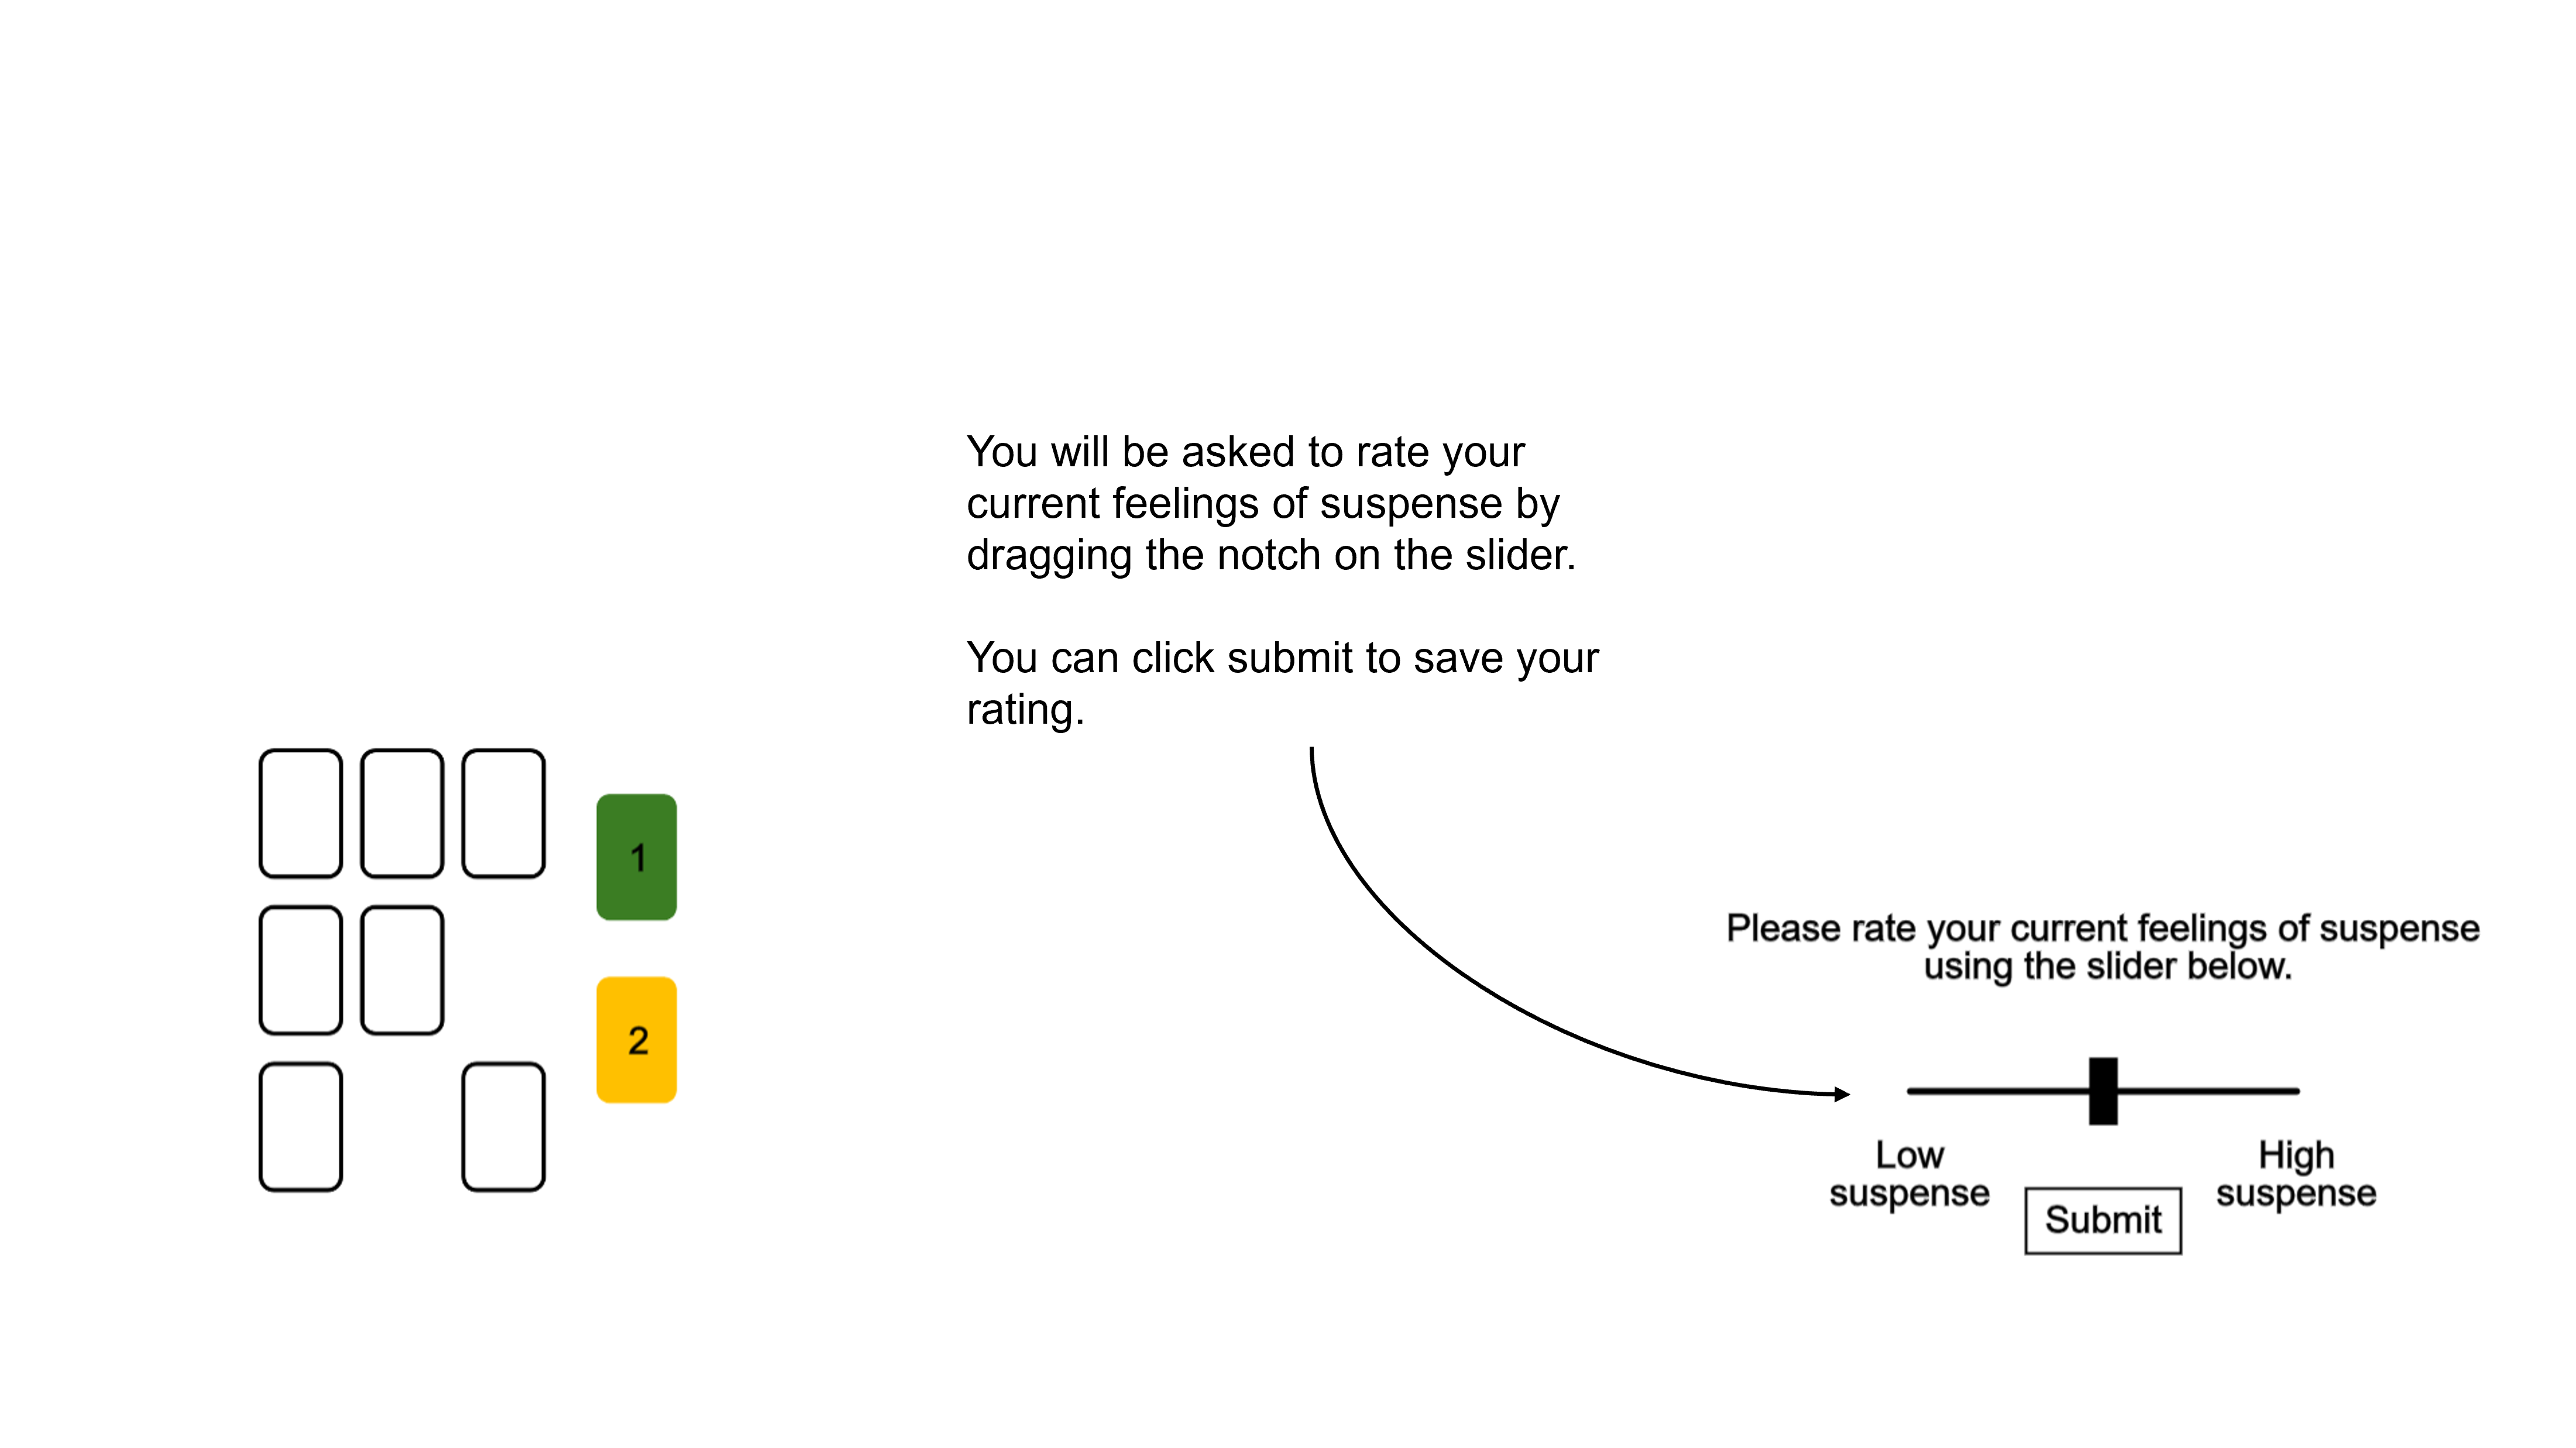 You will be asked to rate your
current feelings of suspense by
dragging the notch on the slider.
You can click submit to save your
rating.
1
2
Please rate your current feelings of suspense
using the slider below.
Low
suspense
High
suspense
Submit